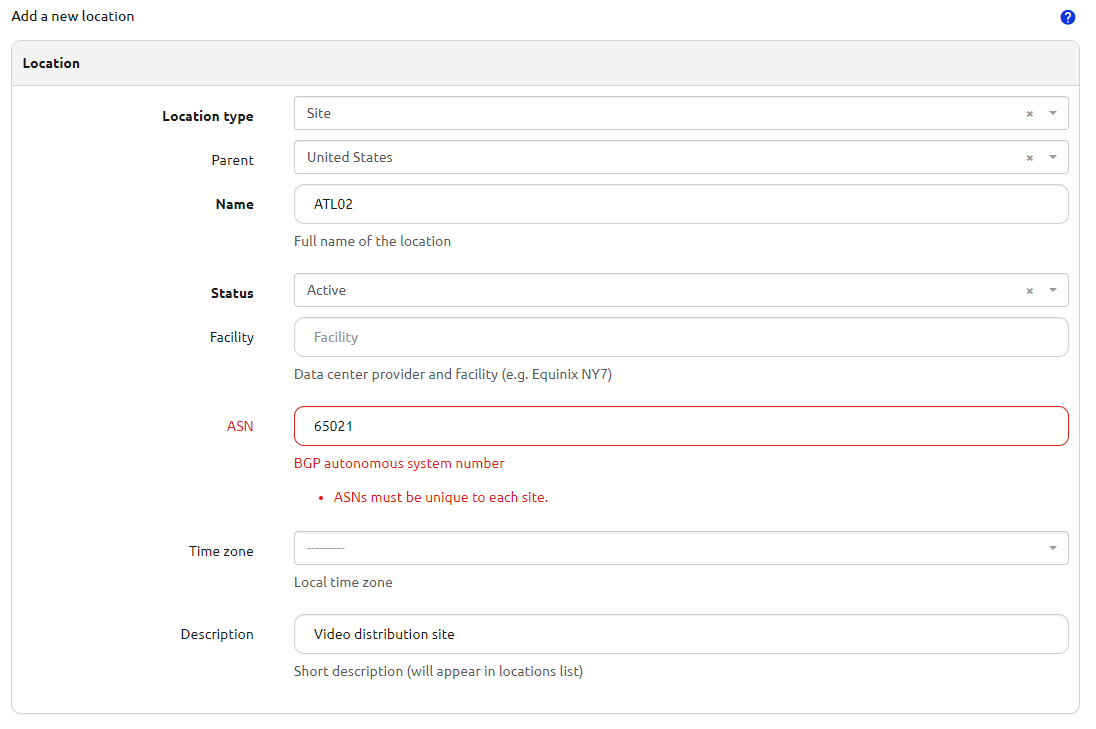 Add a new location
?
Location
Location type
Site × 
Parent
United States ×
Name
ATL02
Full name of the location
Status
Active ×
Facility
Facility
Data center provider and facility (e.g. Equinix NY7)
ASN
65021
BGP autonomous system number
• ASNs must be unique to each site.
Time zone
---------
Local time zone
Description
Video distribution site
Short description (will appear in locations list)